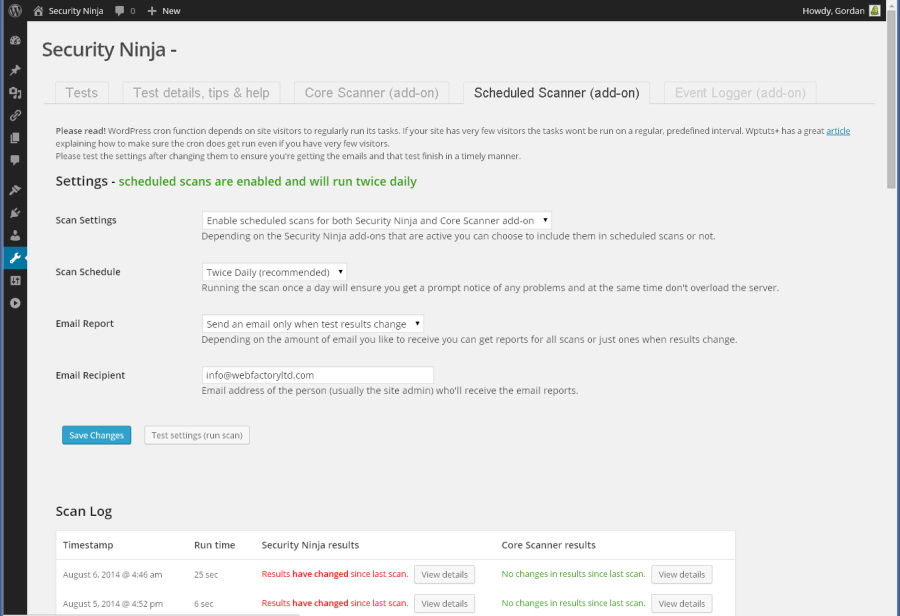 Security Ninja 0 New Howdy, Gordan
Security Ninja -
Tests Test details, tips & help Core Scanner (add-on) Scheduled Scanner (add-on) Event Logger (add-on)
Please read! WordPress cron function depends on site visitors to regularly run its tasks. If your site has very few visitors the tasks wont be run on a regular, predefined interval. Wptuts+ has a great article
explaining how to make sure the cron does get run even if you have very few visitors.
Please test the settings after changing them to ensure you're getting the emails and that test finish in a timely manner.
Settings - scheduled scans are enabled and will run twice daily
Scan Settings Enable scheduled scans for both Security Ninja and Core Scanner add-on
Depending on the Security Ninja add-ons that are active you can choose to include them in scheduled scans or not.
Scan Schedule Twice Daily (recommended)
Running the scan once a day will ensure you get a prompt notice of any problems and at the same time don't overload the server.
Email Report Send an email only when test results change
Depending on the amount of email you like to receive you can get reports for all scans or just ones when results change.
Email Recipient info@webfactoryltd.com
Email address of the person (usually the site admin) who'll receive the email reports.
Save Changes Test settings (run scan)
Scan Log
Timestamp Run time Security Ninja results Core Scanner results
August 6, 2014 @ 4:46 am 25 sec Results have changed since last scan. View details No changes in results since last scan. View details
August 5, 2014 @ 4:52 pm 6 sec Results have changed since last scan. View details No changes in results since last scan. View details